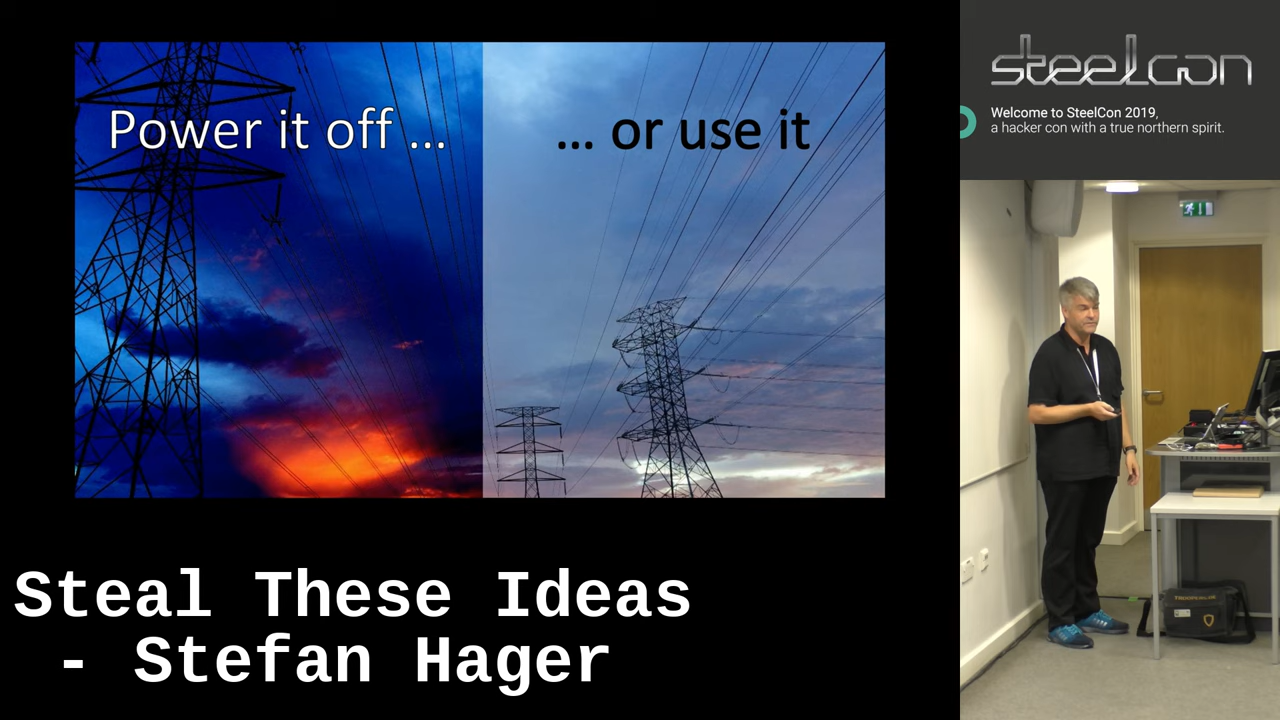 Power it off ...
... or use it
Steal These Ideas
- Stefan Hager
steelcon
Welcome to SteelCon 2019,
a hacker con with a true northern spirit.
TROOPERS